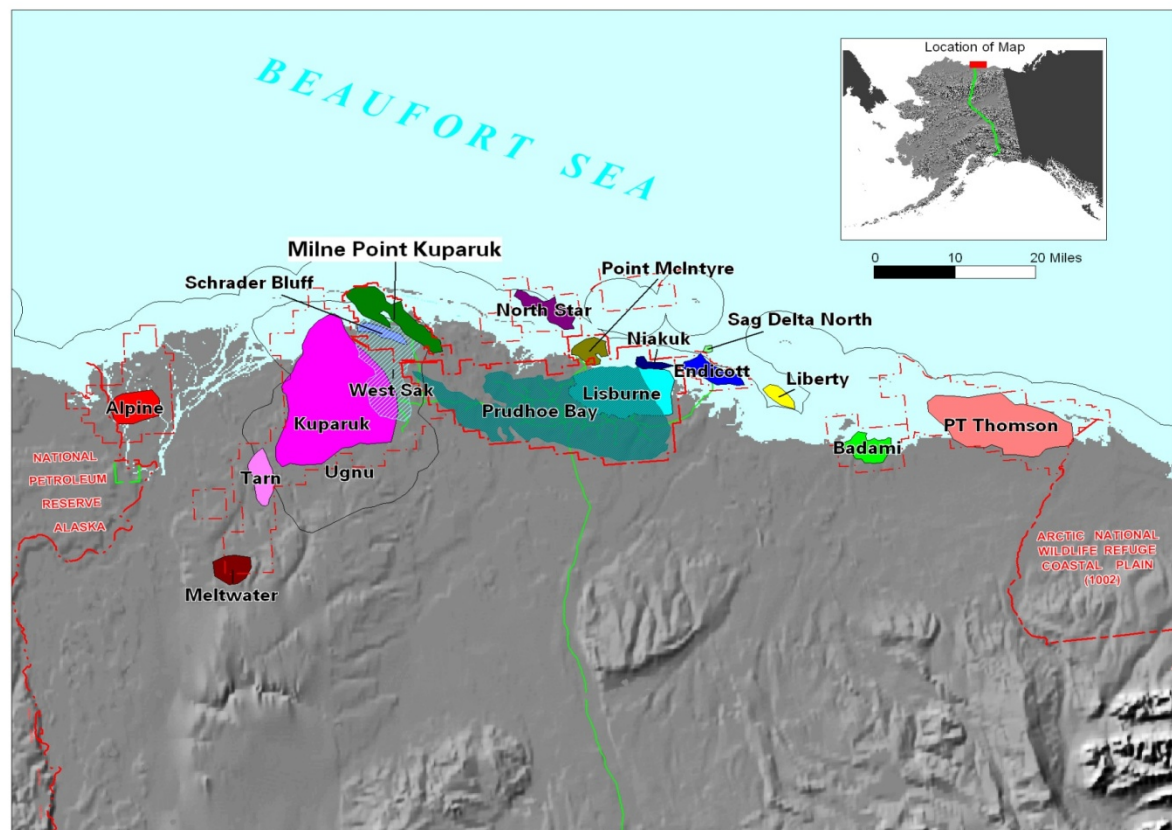 Location of Map
BEAUFORT SEA
0 10 20 Miles
Milne Point Kuparuk
Schrader Bluff
Point McIntyre
North Star
Sag Delta North
Niakuk
Endicott
Liberty
Alpine
West Sak
Lisburne
Prudhoe Bay
Kuparuk
PT Thomson
Badami
Tarn
Ugnu
NATIONAL
PETROLEUM
RESERVE
ALASKA
Meltwater
ARCTIC NATIONAL
WILDLIFE REFUGE
COASTAL PLAIN
(1002)